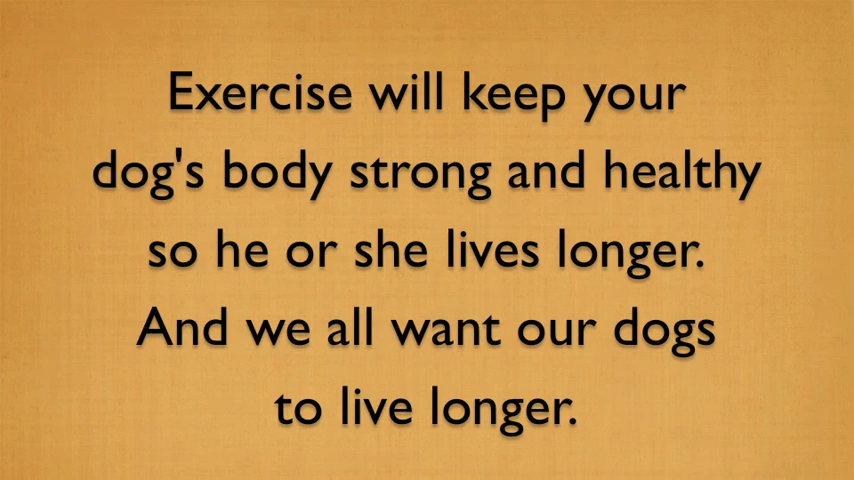 Exercise will keep your
dog's body strong and healthy
so he or she lives longer.
And we all want our dogs
to live longer.